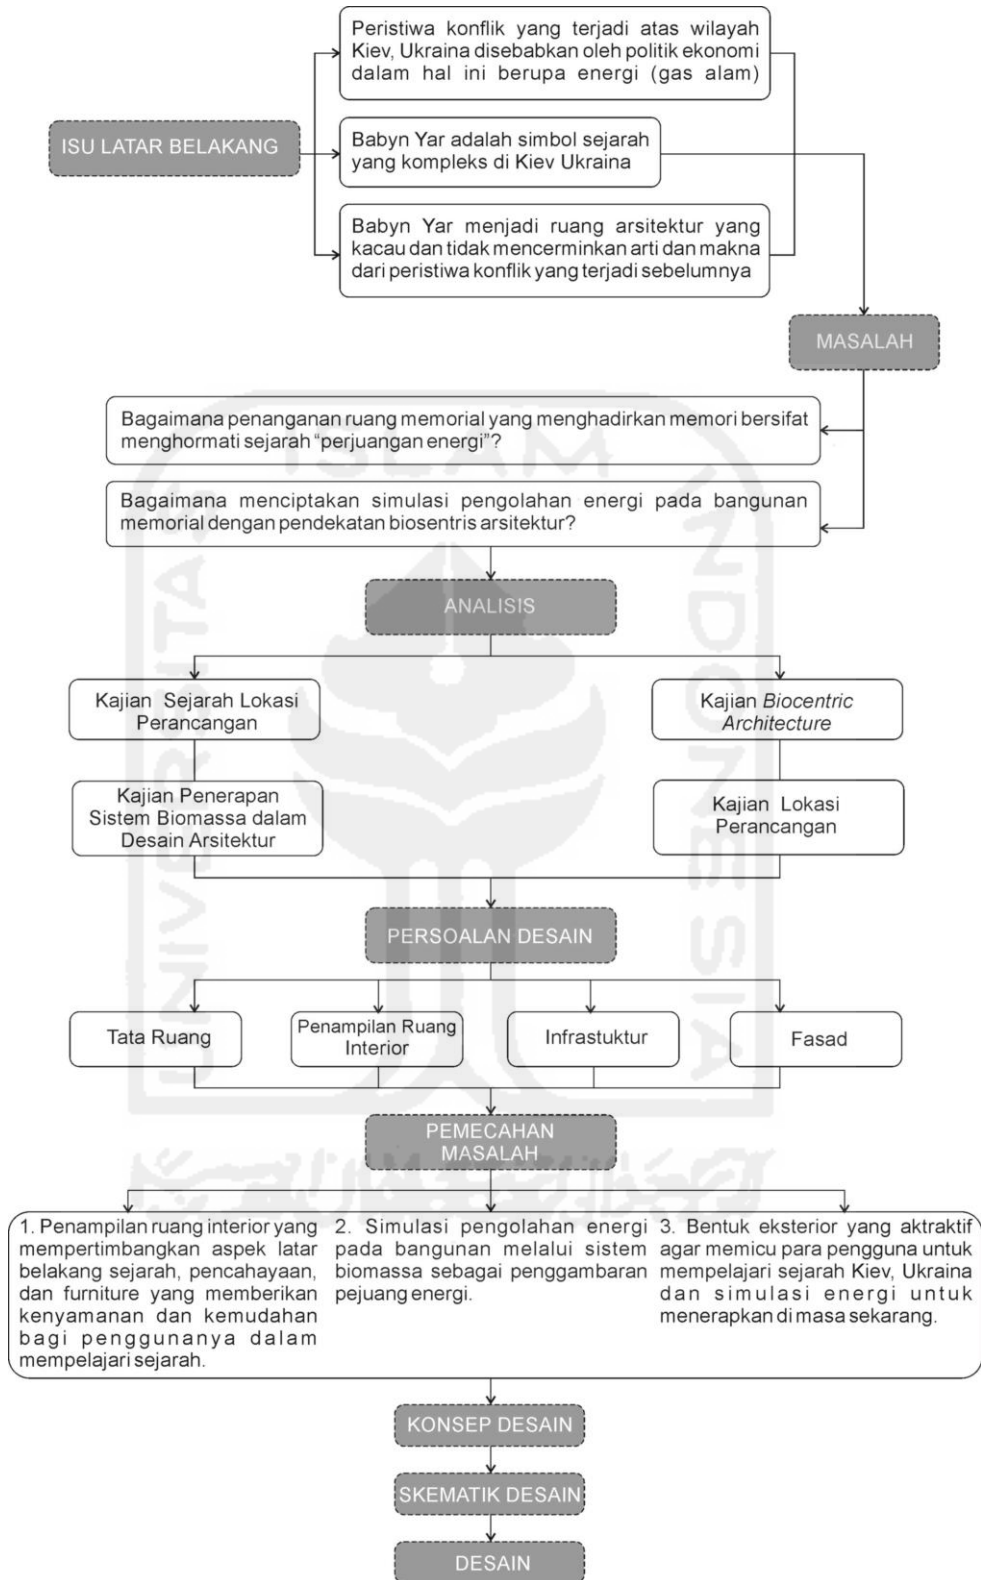 Peristiwa konflik yang terjadi atas wilayah
Kiev, Ukraina disebabkan oleh politik ekonomi
dalam hal ini berupa energi (gas alam)
ISU LATAR BELAKANG
Babyn Yar adalah simbol sejarah
yang kompleks di Kiev Ukraina
Babyn Yar menjadi ruang arsitektur yang
kacau dan tidak mencerminkan arti dan makna
dari peristiwa konflik yang terjadi sebelumnya
MASALAH
Bagaimana penanganan ruang memorial yang menghadirkan memori bersifat
menghormati sejarah “perjuangan energi”?
Bagaimana menciptakan simulasi pengolahan energi pada bangunan
memorial dengan pendekatan biosentris arsitektur?
ANALISIS
Kajian Sejarah Lokasi
Perancangan
Kajian Biocentric
Architecture
Kajian Penerapan
Sistem Biomassa dalam
Desain Arsitektur
Kajian Lokasi
Perancangan
PERSOALAN DESAIN
Tata Ruang
Penampilan Ruang
Interior
Infrastuktur
Fasad
PEMECAHAN
MASALAH
1. Penampilan ruang interior yang
mempertimbangkan aspek latar
belakang sejarah, pencahayaan,
dan furniture yang memberikan
kenyamanan dan kemudahan
bagi penggunanya dalam
mempelajari sejarah.
2. Simulasi pengolahan energi
pada bangunan melalui sistem
biomassa sebagai penggambaran
pejuang energi.
3. Bentuk eksterior yang aktraktif
agar memicu para pengguna untuk
mempelajari sejarah Kiev, Ukraina
dan simulasi energi untuk
menerapkan di masa sekarang.
KONSEP DESAIN
SKEMATIK DESAIN
DESAIN
UNIVERSITAS
ISLAM
INDONESIA